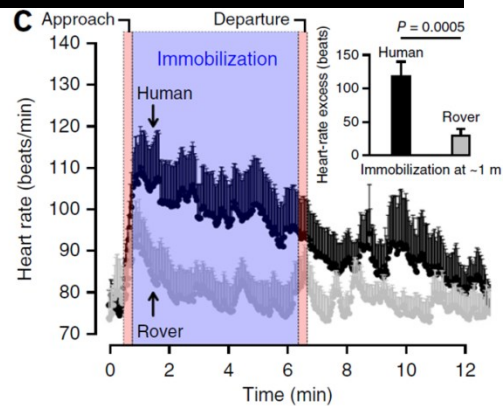 C
Approach
Departure
P = 0.0005
Immobilization
Human
Rover
Heart rate (beats/min)
140
130
120
110
100
90
80
70
0
2
4
6
8
10
12
Time (min)
Heart-rate excess (beats)
150
100
50
0
Human
Rover
Immobilization at ~1 m